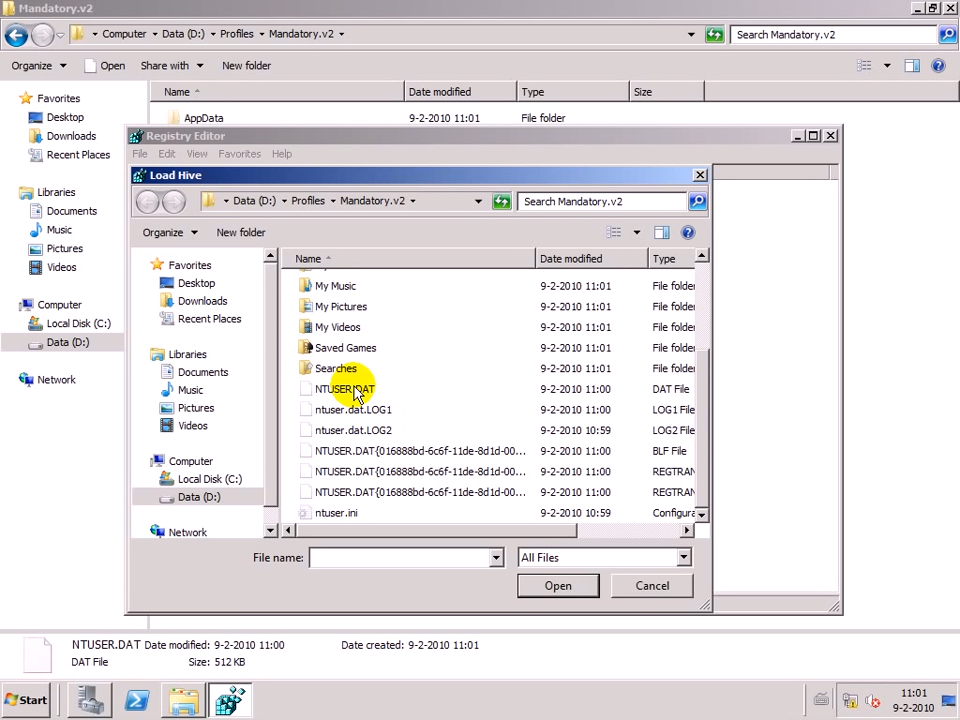 Mandatory.v2
Computer Data (D:) Profiles Mandatory.v2
Search Mandatory.v2
Organize Open Share with New folder
Favorites
Desktop
Downloads
Recent Places
Libraries
Documents
Music
Pictures
Videos
Computer
Local Disk (C:)
Data (D:)
Network
Name Date modified Type Size
AppData 9-2-2010 11:01 File folder
Registry Editor
File Edit View Favorites Help
Load Hive
Data (D:) Profiles Mandatory.v2
Search Mandatory.v2
Organize New folder
Favorites
Desktop
Downloads
Recent Places
Libraries
Documents
Music
Pictures
Videos
Computer
Local Disk (C:)
Data (D:)
Network
Name Date modified Type
My Music 9-2-2010 11:01 File folder
My Pictures 9-2-2010 11:01 File folder
My Videos 9-2-2010 11:01 File folder
Saved Games 9-2-2010 11:01 File folder
Searches 9-2-2010 11:01 File folder
NTUSER.DAT 9-2-2010 11:00 DAT File
ntuser.dat.LOG1 9-2-2010 11:00 LOG1 File
ntuser.dat.LOG2 9-2-2010 10:59 LOG2 File
NTUSER.DAT{016888bd-6c6f-11de-8d1d-00... 9-2-2010 11:00 BLF File
NTUSER.DAT{016888bd-6c6f-11de-8d1d-00... 9-2-2010 11:00 REGTRAN
NTUSER.DAT{016888bd-6c6f-11de-8d1d-00... 9-2-2010 11:00 REGTRAN
ntuser.ini 9-2-2010 10:59 Configura
File name: All Files
Open Cancel
NTUSER.DAT Date modified: 9-2-2010 11:00 Date created: 9-2-2010 11:01
DAT File Size: 512 KB
Start
11:01
9-2-2010